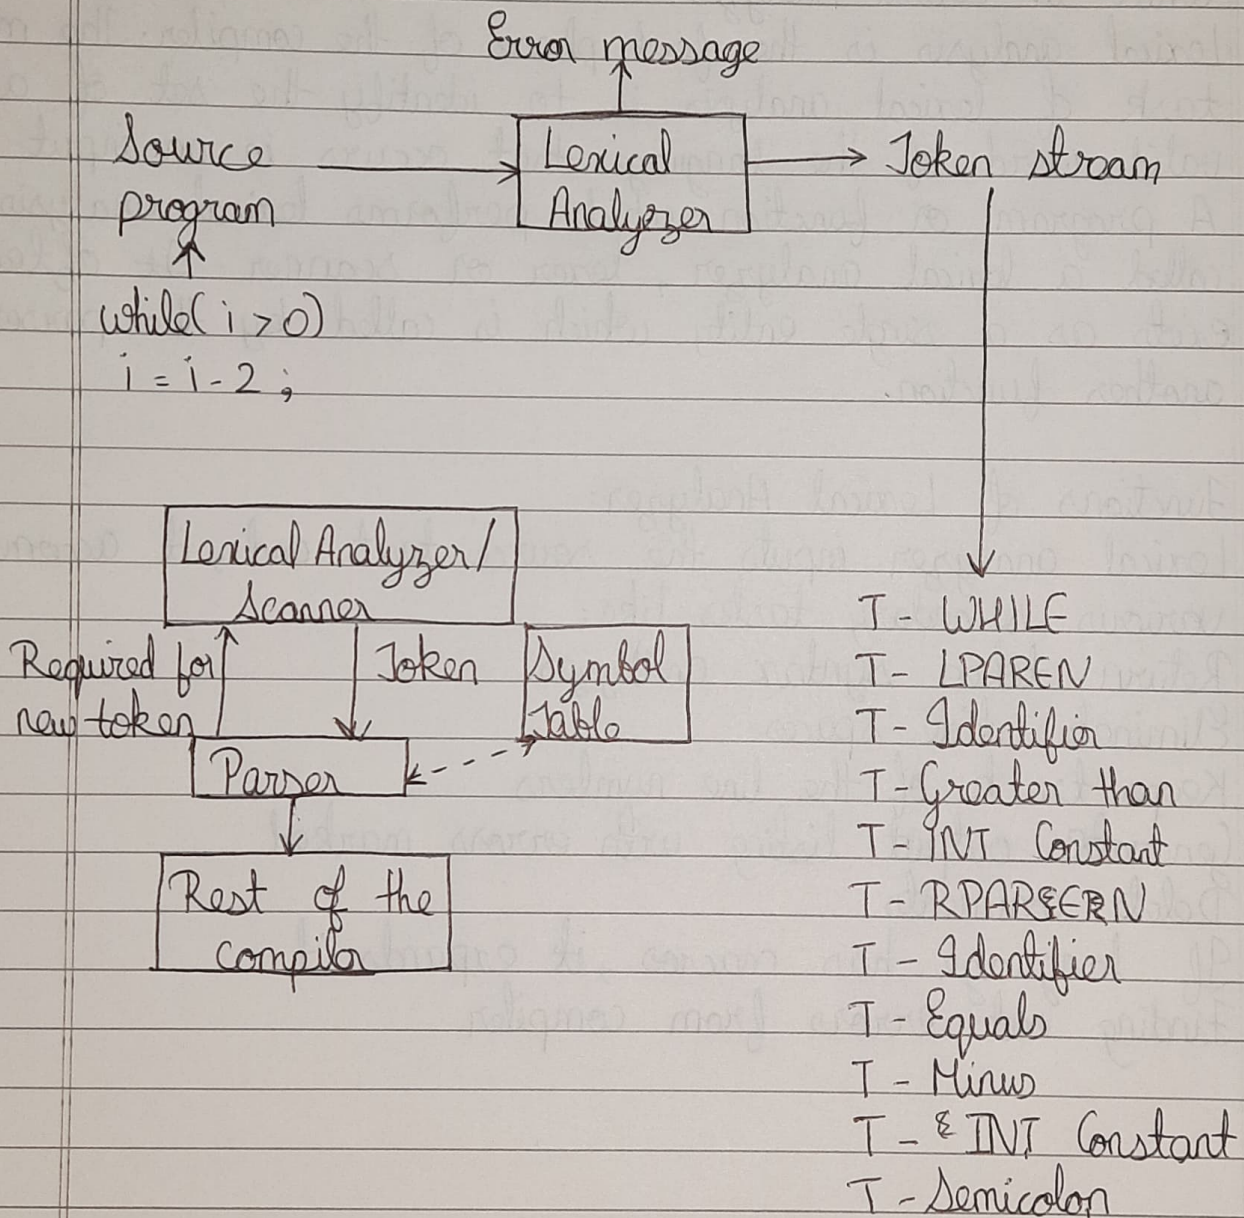 Error message
Source
program
Lexical
Analyezer
Token stream
while( i > 0)
i = i - 2 ;
Lexical Analyzer/
Scanner
Required for
new token
Token
Symbol
Table
Parser
Rest of the
compiler
T - WHILE
T - LPAREN
T - Identifier
T - Greater than
T - INT Constant
T - RPAREERN
T - Identifier
T - Equals
T - Minus
T - INT Constant
T - Semicolon